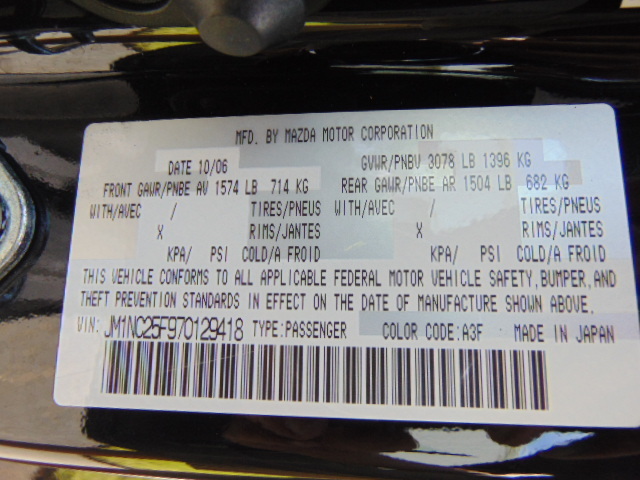 MFD. BY MAZDA MOTOR CORPORATION
DATE 10/06 GVWR/PNBV 3078 LB 1396 KG
FRONT GAWR/PNBE AV 1574 LB 714 KG REAR GAWR/PNBE AR 1504 LB 682 KG
WITH/AVEC / TIRES/PNEUS WITH/AVEC / TIRES/PNEUS
X RIMS/JANTES X RIMS/JANTES
KPA/ PSI COLD/A FROID KPA/ PSI COLD/A FROID
THIS VEHICLE CONFORMS TO ALL APPLICABLE FEDERAL MOTOR VEHICLE SAFETY, BUMPER, AND
THEFT PREVENTION STANDARDS IN EFFECT ON THE DATE OF MANUFACTURE SHOWN ABOVE.
VIN: JM1NC25F970129418 TYPE:PASSENGER COLOR CODE:A3F MADE IN JAPAN